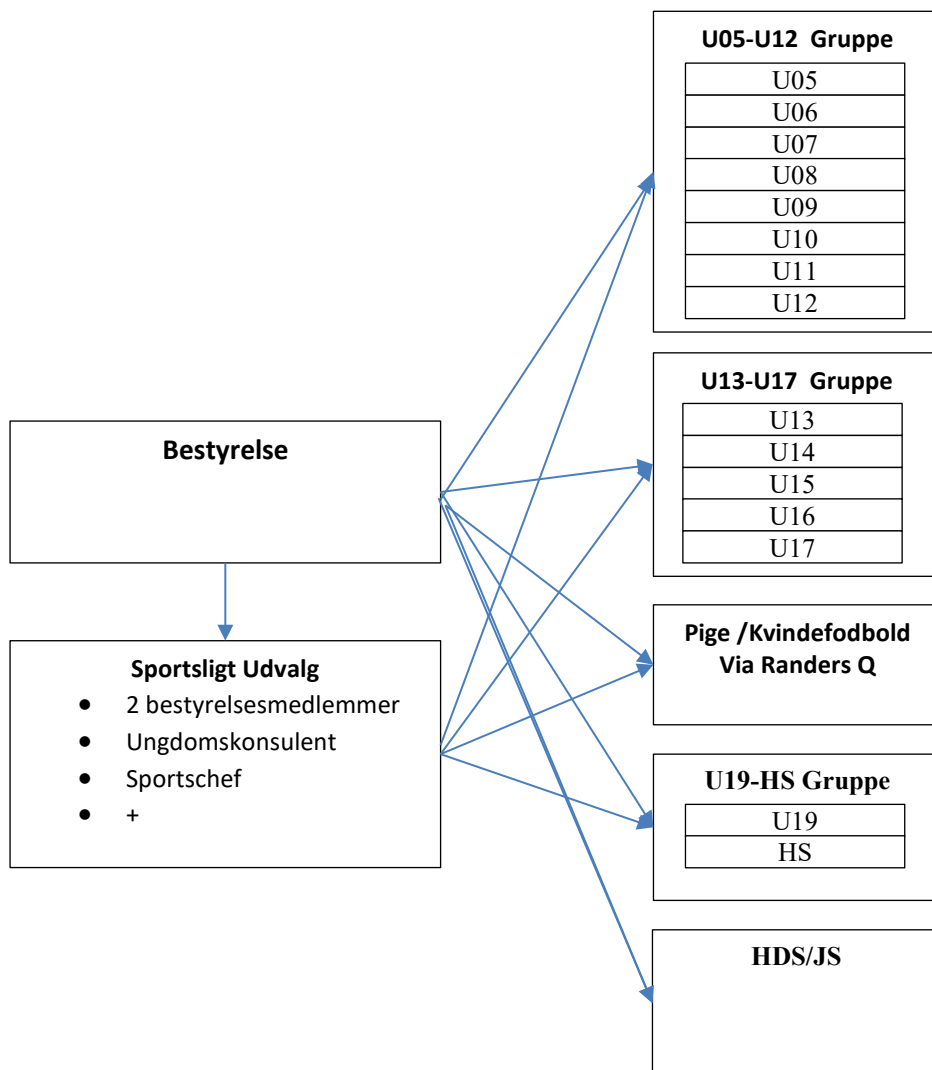 Bestyrelse
Sportsligt Udvalg
● 2 bestyrelsesmedlemmer
● Ungdomskonsulent
● Sportschef
● +
U05-U12 Gruppe
U05
U06
U07
U08
U09
U10
U11
U12
U13-U17 Gruppe
U13
U14
U15
U16
U17
Pige /Kvindefodbold
Via Randers Q
U19-HS Gruppe
U19
HS
HDS/JS